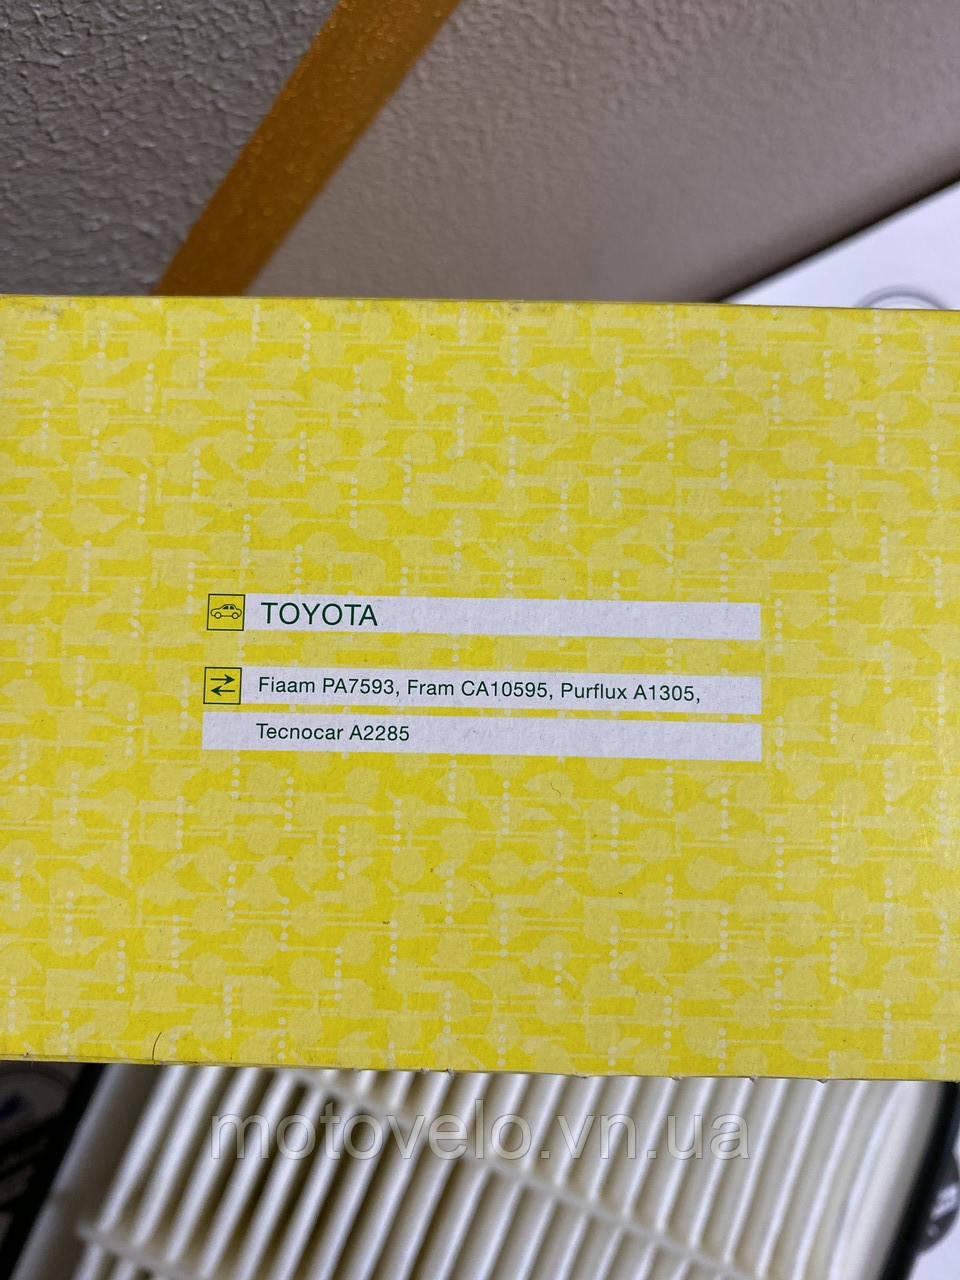 TOYOTA
Fiaam PA7593, Fram CA10595, Purflux A1305,
Tecnocar A2285
motovelo.vn.ua